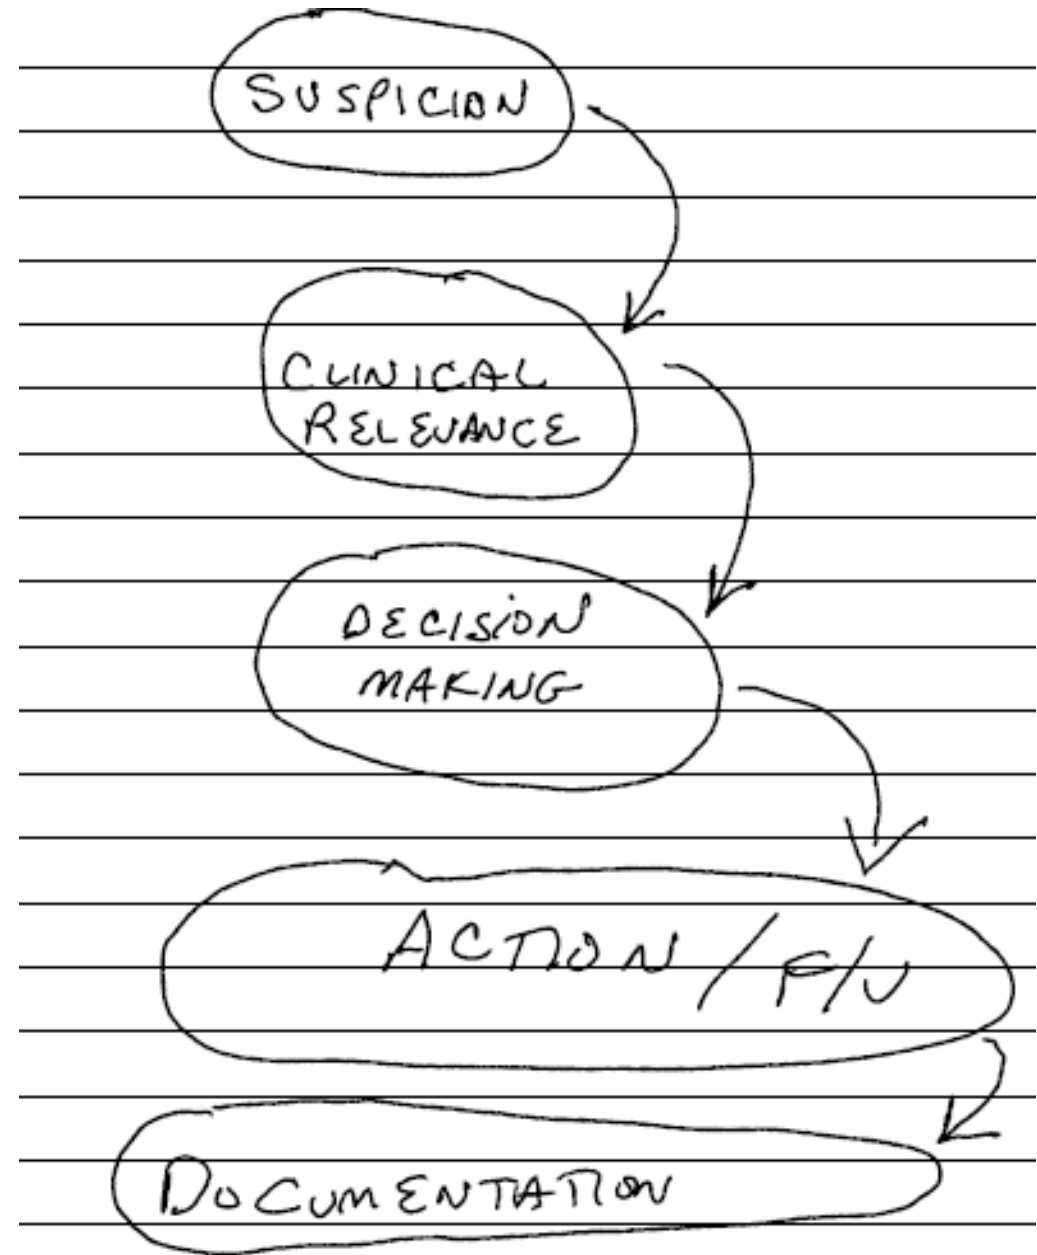 SUSPICION
CLINICAL
RELEVANCE
DECISION
MAKING
ACTION / F/U
DOCUMENTATION